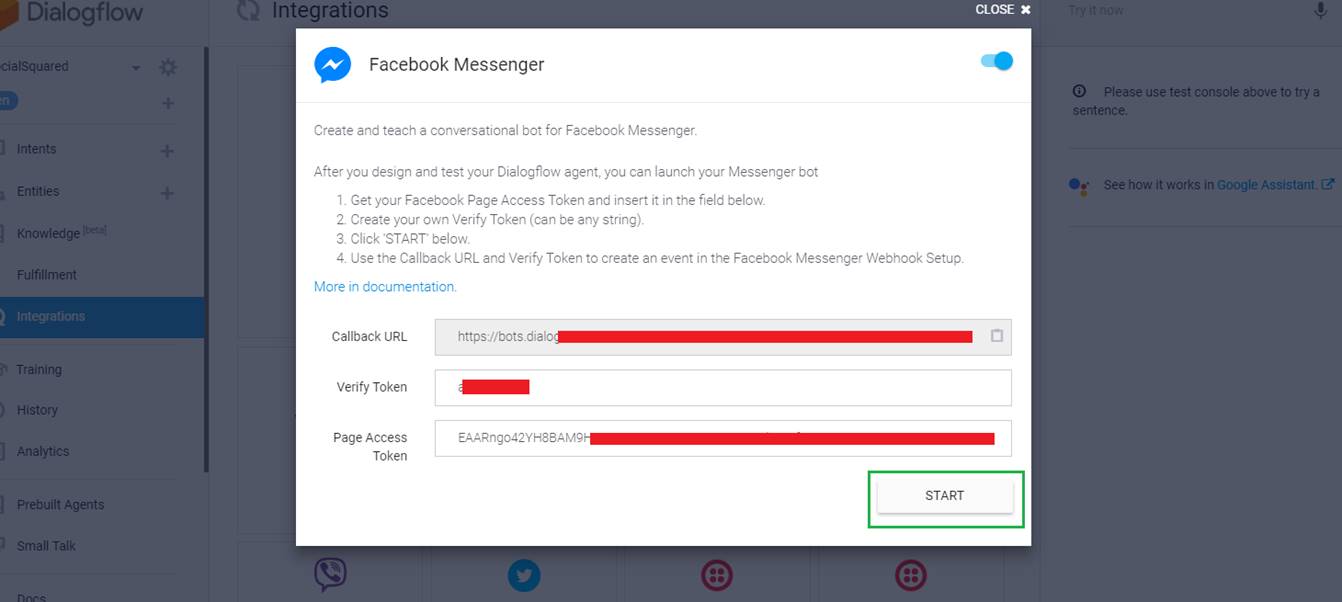 Dialogflow
Integrations
CLOSE ×
Try it now
cialSquared
en
Intents
Entities
Knowledge [beta]
Fulfillment
Integrations
Training
History
Analytics
Prebuilt Agents
Small Talk
Docs
Facebook Messenger
Create and teach a conversational bot for Facebook Messenger.
After you design and test your Dialogflow agent, you can launch your Messenger bot
1. Get your Facebook Page Access Token and insert it in the field below.
2. Create your own Verify Token (can be any string).
3. Click 'START' below.
4. Use the Callback URL and Verify Token to create an event in the Facebook Messenger Webhook Setup.
More in documentation.
Callback URL
https://bots.dialog
Verify Token
a
Page Access
Token
EAARngo42YH8BAM9H
START
Please use test console above to try a
sentence.
See how it works in Google Assistant.